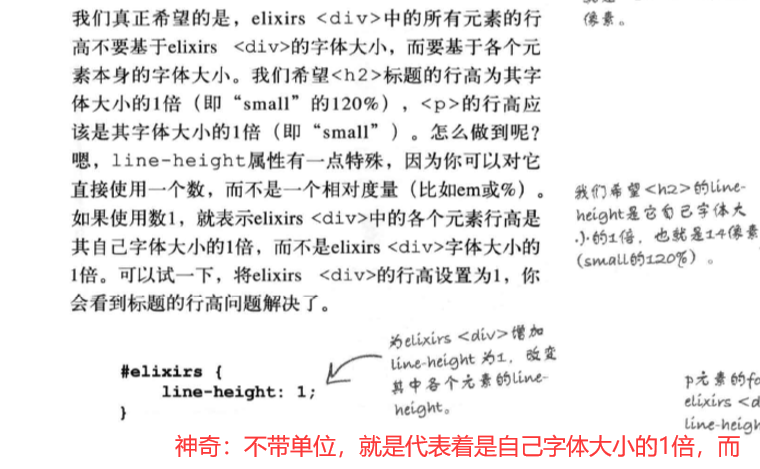 我们真正希望的是，elixirs <div>中的所有元素的行
高不要基于elixirs <div>的字体大小，而要基于各个元
素本身的字体大小。我们希望<h2>标题的行高为其字
体大小的1倍（即“small”的120%），<p>的行高应
该是其字体大小的1倍（即“small”）。怎么做到呢？
嗯，line-height属性有一点特殊，因为你可以对它
直接使用一个数，而不是一个相对度量（比如em或%）。
如果使用数1，就表示elixirs <div>中的各个元素行高是
其自己字体大小的1倍，而不是elixirs <div>字体大小的
1倍。可以试一下，将elixirs <div>的行高设置为1，你
会看到标题的行高问题解决了。
像素。
我们希望<h2>的line-
height是它自己字体大
小的1倍，也就是14像素
(small的120%)。
为elixirs <div>增加
line-height 为1，改变
其中各个元素的line-
height。
#elixirs {
line-height: 1;
}
p元素的fo
elixirs <d
line-heigh
神奇：不带单位，就是代表着是自己字体大小的1倍，而